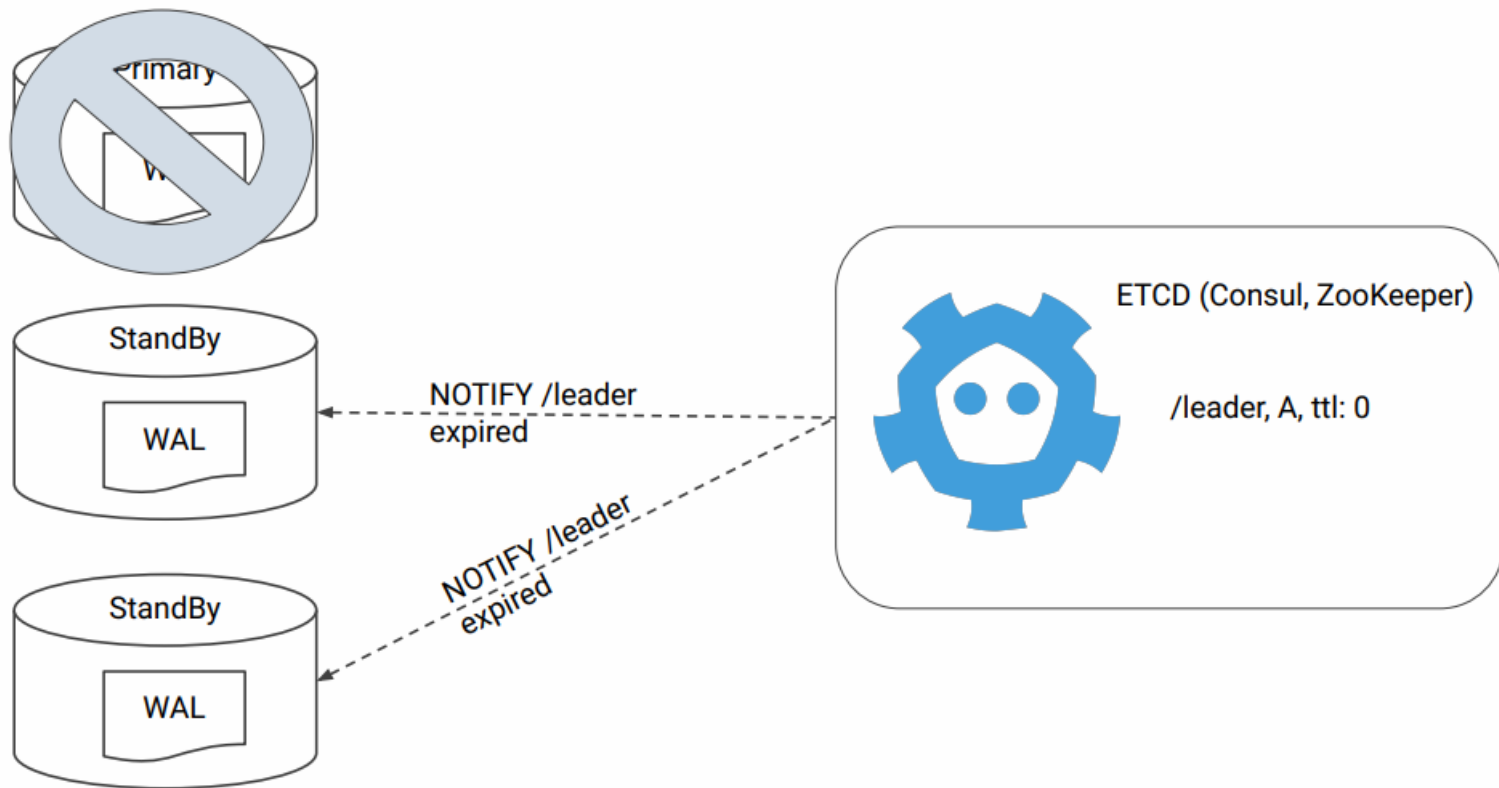 Primary
StandBy
WAL
StandBy
WAL
NOTIFY /leader
expired
NOTIFY /leader
expired
ETCD (Consul, ZooKeeper)
/leader, A, ttl: 0